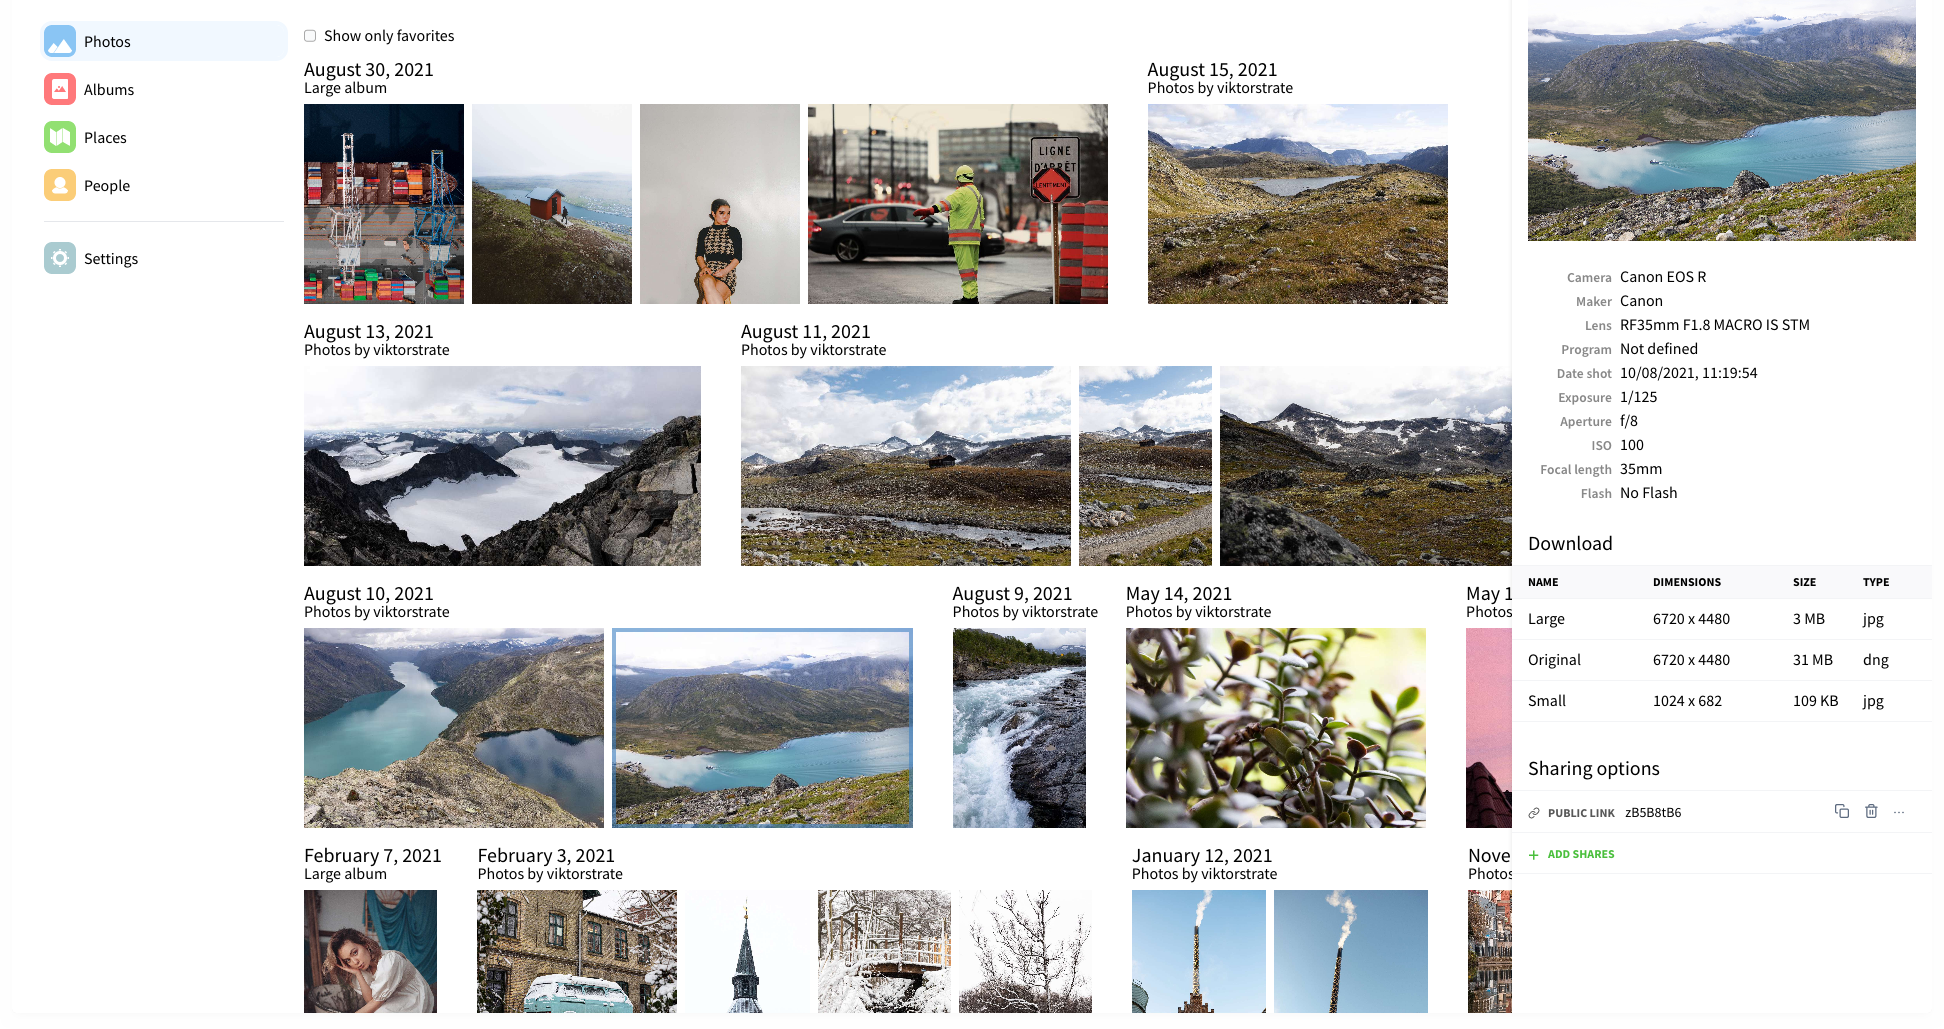 Photos
Albums
Places
People
Settings
Show only favorites
August 30, 2021
Large album
LIGNE
D'ARRÊT
LENTEMENT
August 15, 2021
Photos by viktorstrate
August 13, 2021
Photos by viktorstrate
August 11, 2021
Photos by viktorstrate
August 10, 2021
Photos by viktorstrate
August 9, 2021
Photos by viktorstrate
May 14, 2021
Photos by viktorstrate
May 1
Photos
February 7, 2021
Large album
February 3, 2021
Photos by viktorstrate
January 12, 2021
Photos by viktorstrate
Nove
Photos
Camera Canon EOS R
Maker Canon
Lens RF35mm F1.8 MACRO IS STM
Program Not defined
Date shot 10/08/2021, 11:19:54
Exposure 1/125
Aperture f/8
ISO 100
Focal length 35mm
Flash No Flash
Download
NAME DIMENSIONS SIZE TYPE
Large 6720 x 4480 3 MB jpg
Original 6720 x 4480 31 MB dng
Small 1024 x 682 109 KB jpg
Sharing options
PUBLIC LINK zB5B8tB6 ...
+ ADD SHARES